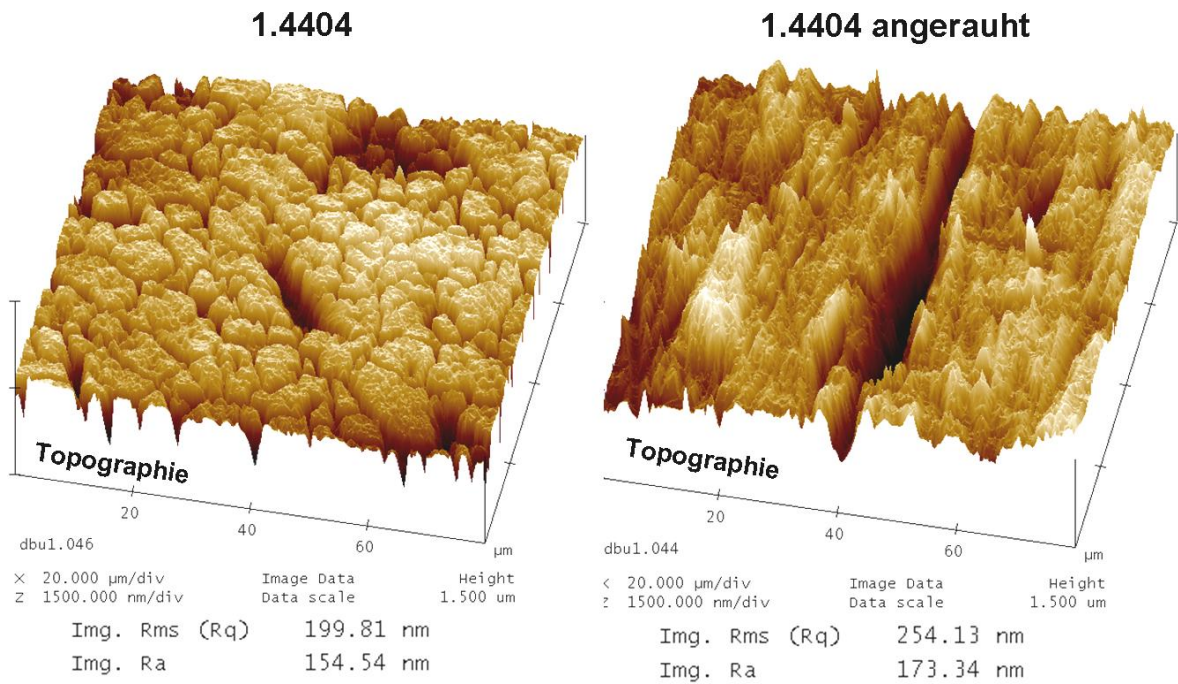 1.4404
Topographie
20
40
60
µm
dbu1.046
X 20.000 µm/div Image Data Height
Z 1500.000 nm/div Data scale 1.500 um
Img. Rms (Rq) 199.81 nm
Img. Ra 154.54 nm
1.4404 angerauht
Topographie
20
40
60
µm
dbu1.044
X 20.000 µm/div Image Data Height
Z 1500.000 nm/div Data scale 1.500 um
Img. Rms (Rq) 254.13 nm
Img. Ra 173.34 nm